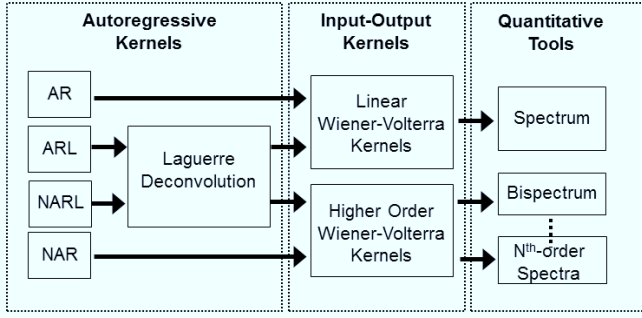 Autoregressive
Kernels
Input-Output
Kernels
Quantitative
Tools
AR
ARL
NARL
NAR
Laguerre
Deconvolution
Linear
Wiener-Volterra
Kernels
Higher Order
Wiener-Volterra
Kernels
Spectrum
Bispectrum
Nth-order
Spectra